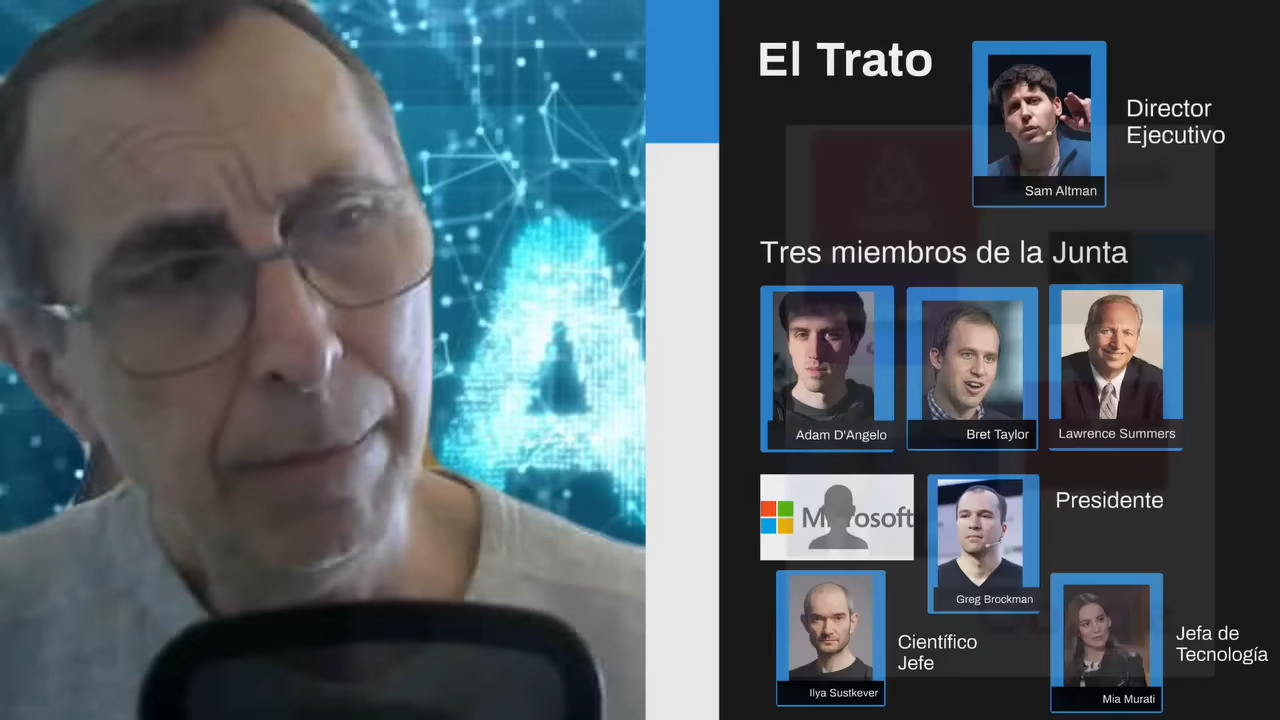 El Trato
Director
Ejecutivo
Sam Altman
Tres miembros de la Junta
Adam D'Angelo
Bret Taylor
Lawrence Summers
Microsoft
Presidente
Greg Brockman
Científico
Jefe
Ilya Sustkever
Jefa de
Tecnología
Mia Murati